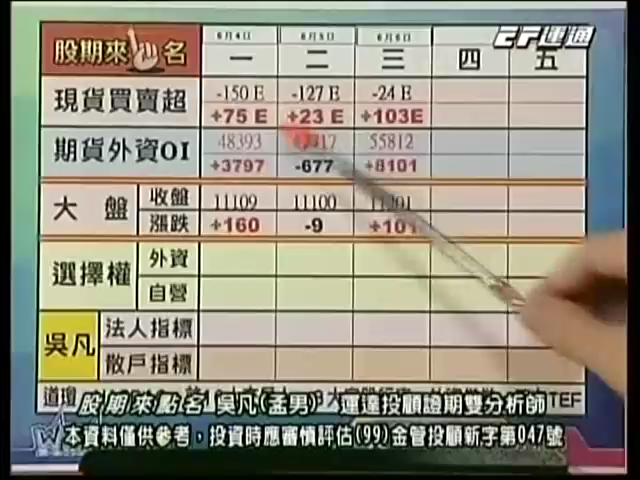 EF運通
股期來 名
6月4日 6月5日 6月6日
一 二 三 四 五
現貨買賣超 -150 E -127 E -24 E
+75 E +23 E +103E
期貨外資OI 48393 55812
+3797 -677 +8101
大盤 收盤 11109 11100
漲跌 +160 -9
選擇權 外資
自營
吳凡 法人指標
散戶指標
道瓊
TEF
股期來點名 吳凡(孟男) 運達投顧證期雙分析師
本資料僅供參考，投資時應審慎評估(99)金管投顧新字第047號